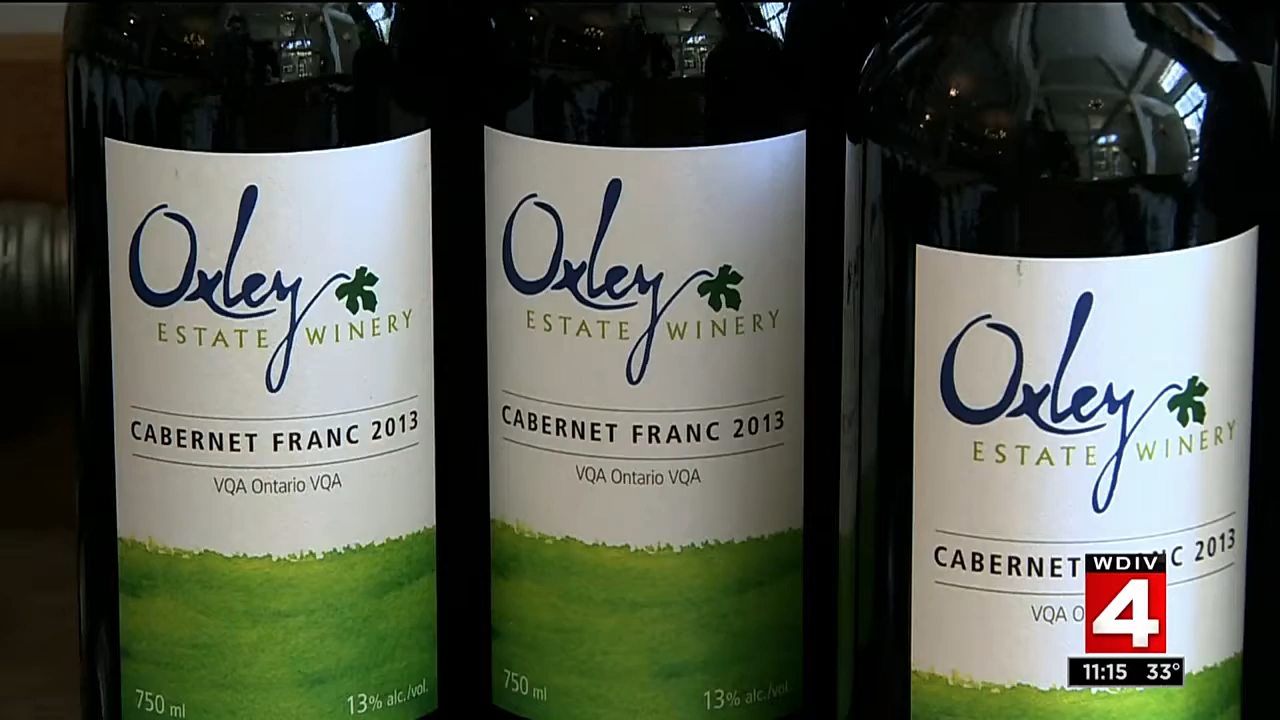 Oxley
ESTATE WINERY
CABERNET FRANC 2013
VQA Ontario VQA
750 ml
13% alc./vol.
Oxley
ESTATE WINERY
CABERNET FRANC 2013
VQA Ontario VQA
750 ml
13% alc./vol.
Oxley
ESTATE WINERY
CABERNET C 2013
VQA
WDIV
4
11:15 33°